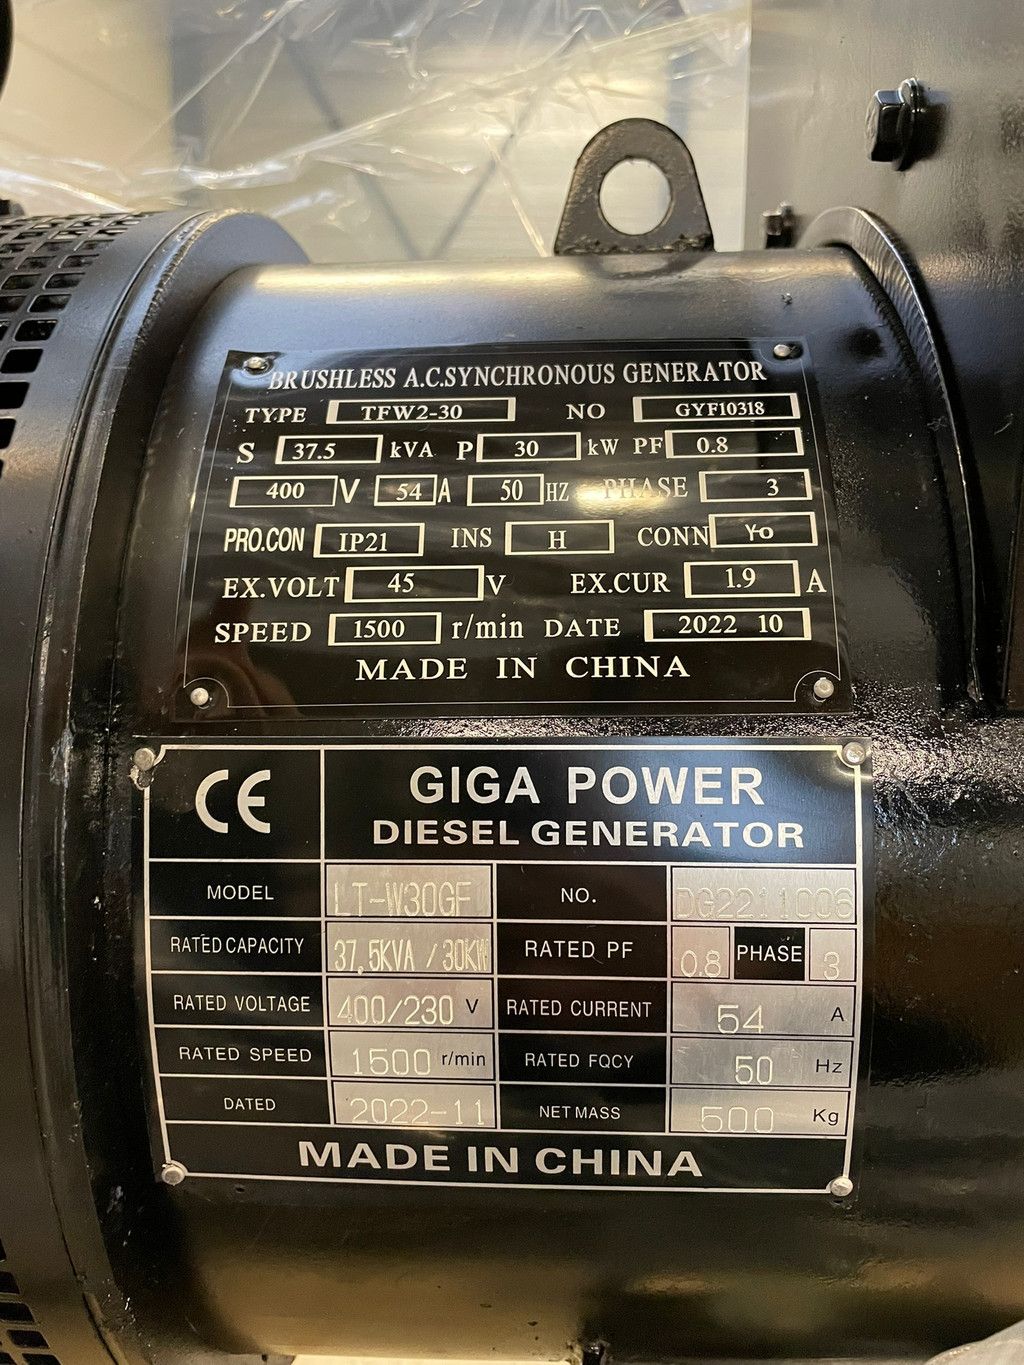 BRUSHLESS A.C.SYNCHRONOUS GENERATOR
TYPE TFW2-30 NO GYF10318
S 37.5 kVA P 30 kW PF 0.8
400 V 54 A 50 HZ PHASE 3
PRO.CON IP21 INS H CONN Yo
EX.VOLT 45 V EX.CUR 1.9 A
SPEED 1500 r/min DATE 2022 10
MADE IN CHINA
CE GIGA POWER
DIESEL GENERATOR
MODEL LT-W30GF NO. DG2211006
RATED CAPACITY 37.5KVA / 30KW RATED PF 0.8 PHASE 3
RATED VOLTAGE 400/230 V RATED CURRENT 54 A
RATED SPEED 1500 r/min RATED FQCY 50 Hz
DATED 2022-11 NET MASS 500 Kg
MADE IN CHINA